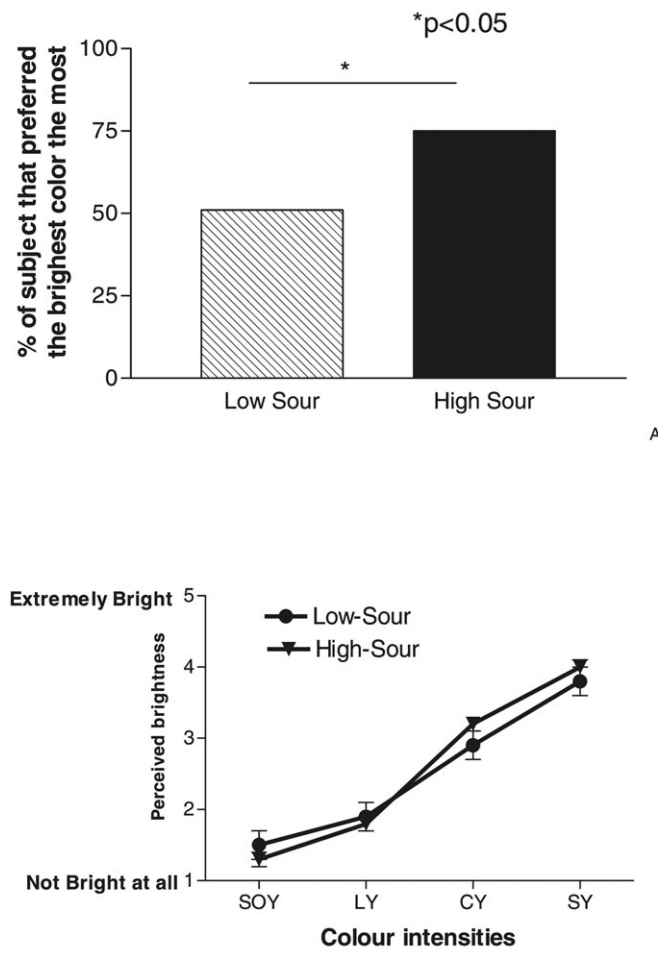 *p<0.05
100
75
50
25
0
% of subject that preferred
the brighest color the most
*
Low Sour
High Sour
A
Extremely Bright
5
4
3
2
Not Bright at all
1
Perceived brightness
Low-Sour
High-Sour
SOY
LY
CY
SY
Colour intensities